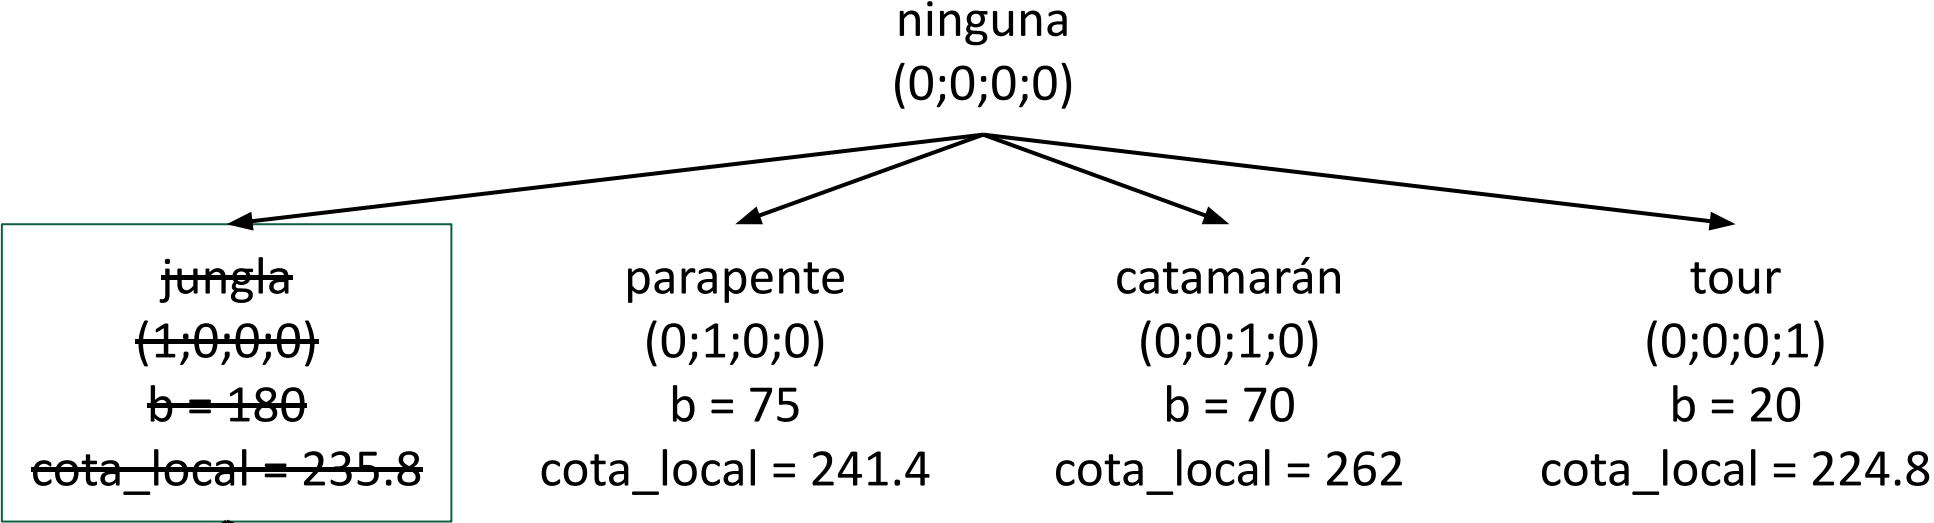 ninguna
(0;0;0;0)
jungla
(1;0;0;0)
b = 180
cota_local = 235.8
parapente
(0;1;0;0)
b = 75
cota_local = 241.4
catamarán
(0;0;1;0)
b = 70
cota_local = 262
tour
(0;0;0;1)
b = 20
cota_local = 224.8